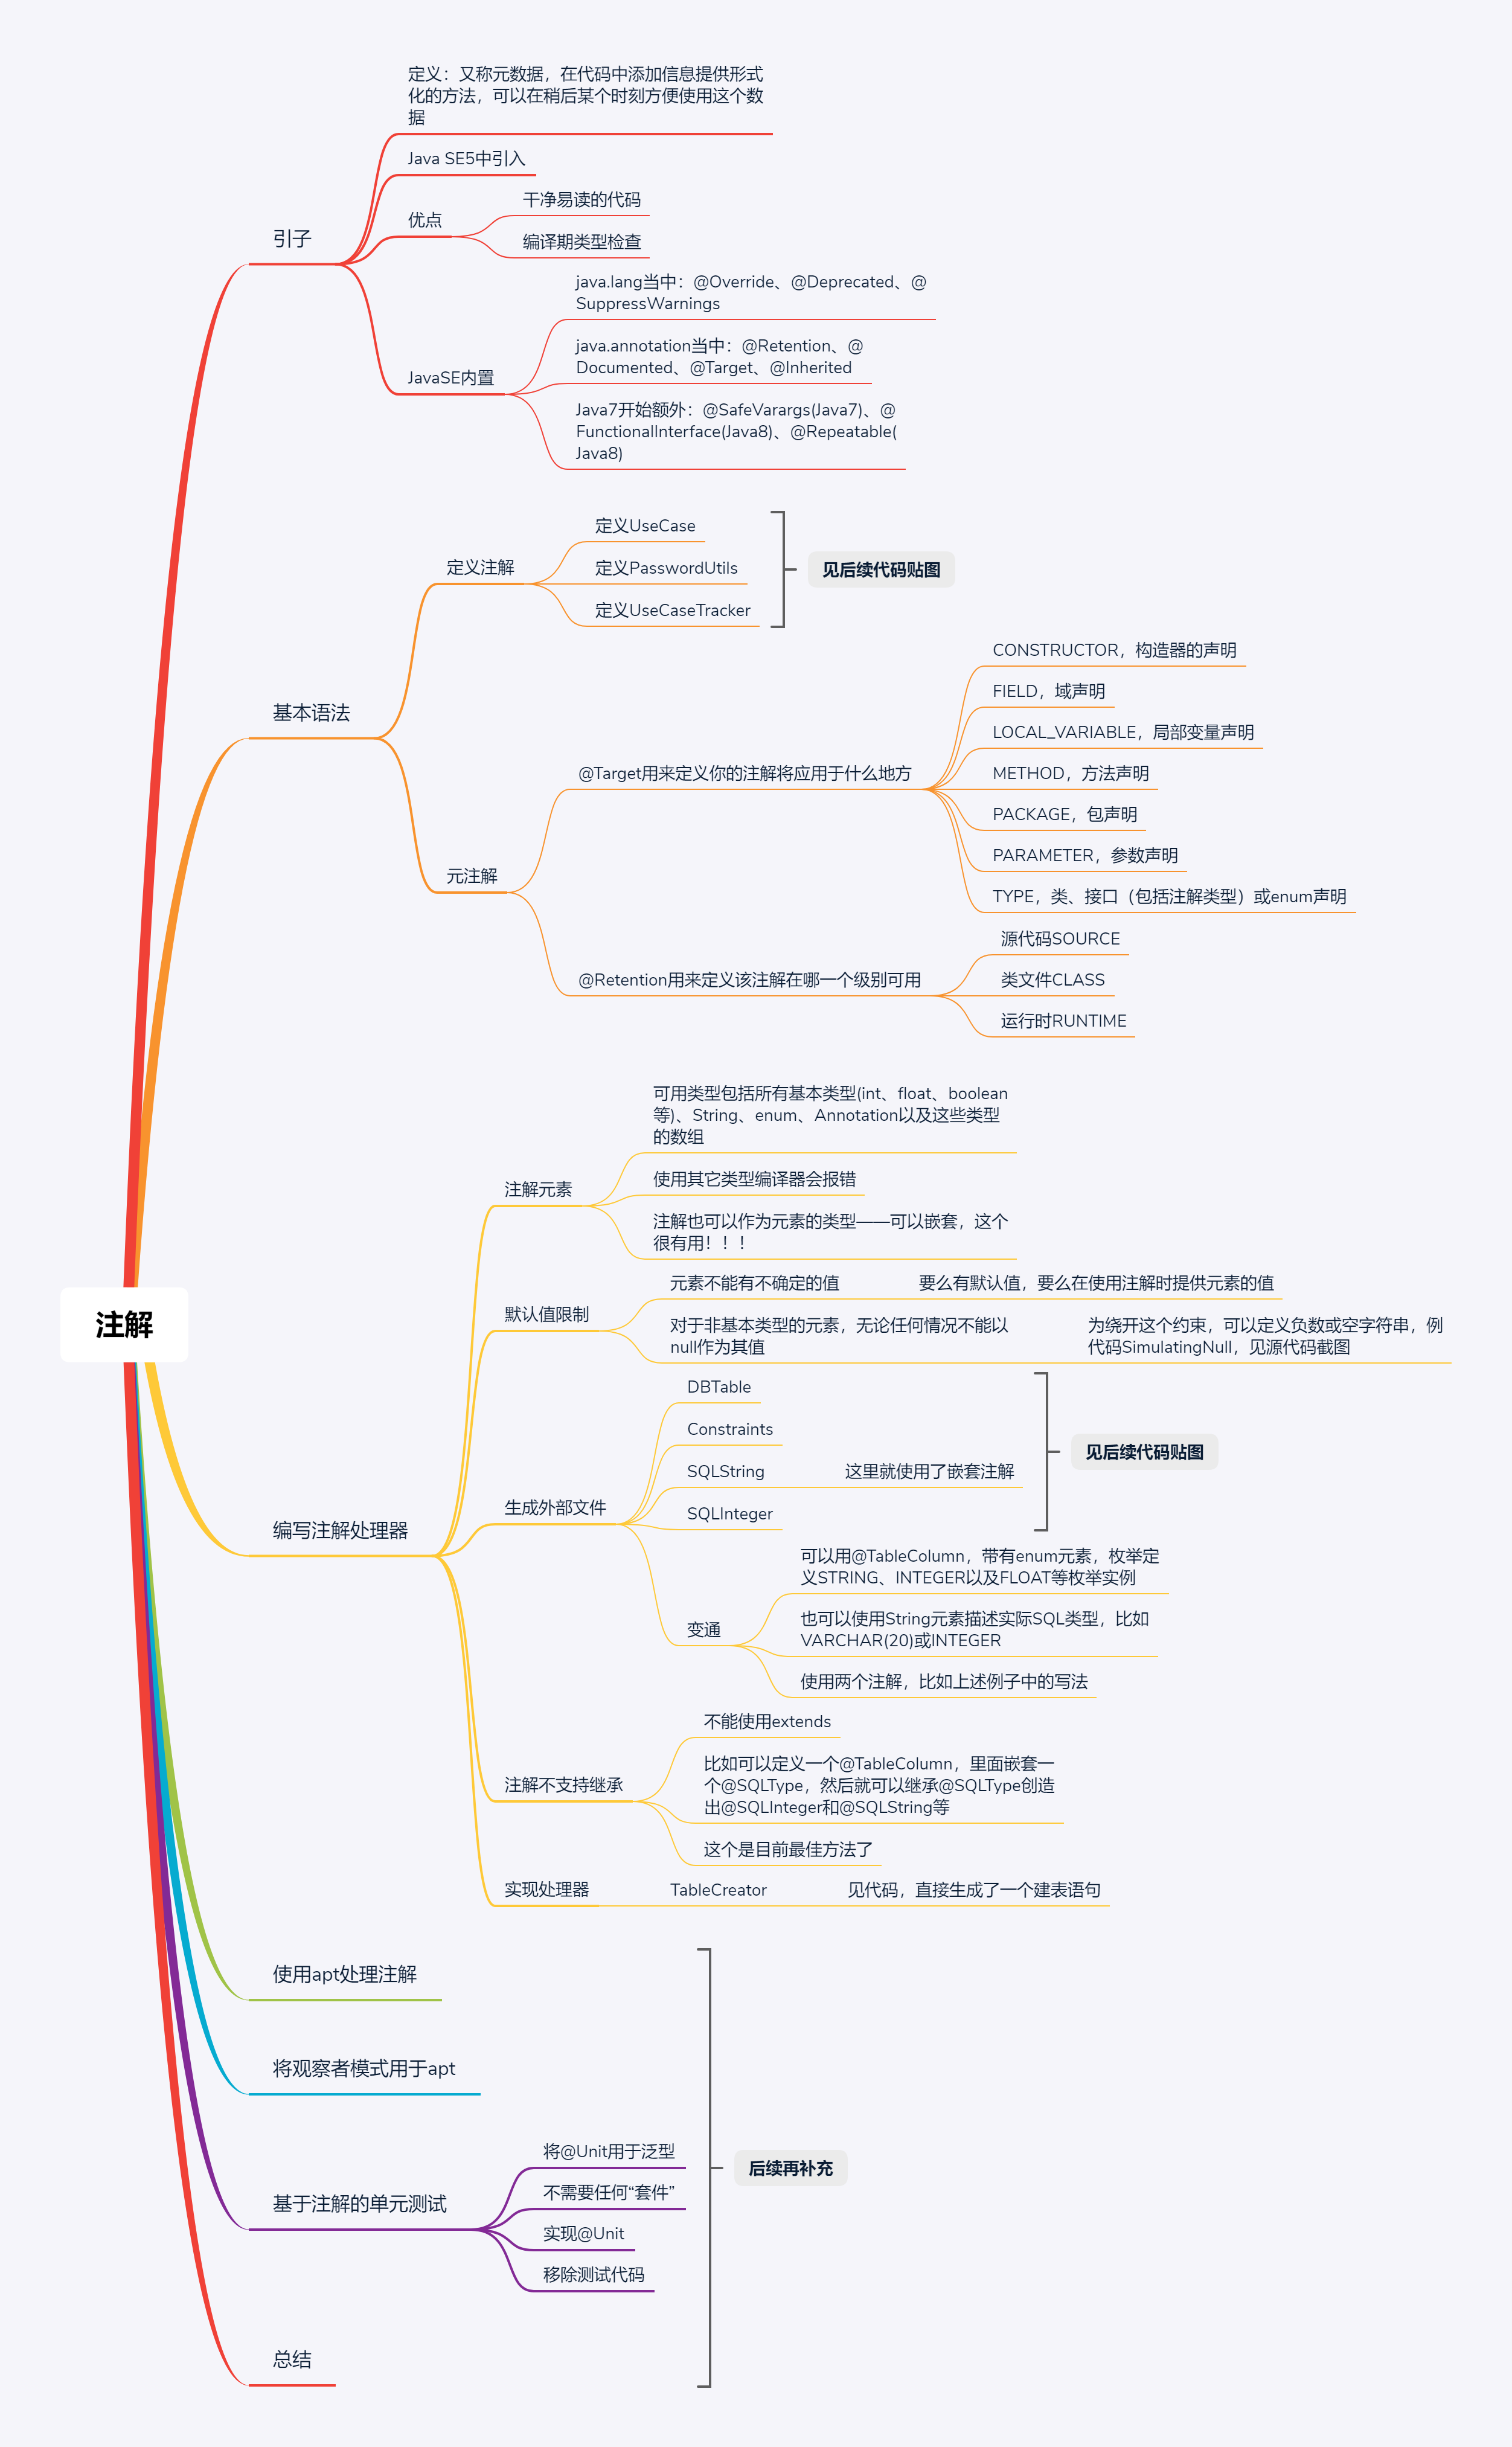 定义：又称元数据，在代码中添加信息提供形式
化的方法，可以在稍后某个时刻方便使用这个数
据
Java SE5中引入
干净易读的代码
优点
引子
编译期类型检查
java.lang当中：@Override、@Deprecated、@
SuppressWarnings
java.annotation当中：@Retention、@
Documented、@Target、@Inherited
JavaSE内置
Java7开始额外：@SafeVarargs(Java7)、@
FunctionalInterface(Java8)、@Repeatable(
Java8)
定义UseCase
定义注解
定义PasswordUtils
见后续代码贴图
定义UseCaseTracker
CONSTRUCTOR，构造器的声明
FIELD，域声明
基本语法
LOCAL_VARIABLE，局部变量声明
@Target用来定义你的注解将应用于什么地方
METHOD，方法声明
PACKAGE，包声明
PARAMETER，参数声明
元注解
TYPE，类、接口（包括注解类型）或enum声明
源代码SOURCE
@Retention用来定义该注解在哪一个级别可用
类文件CLASS
运行时RUNTIME
可用类型包括所有基本类型(int、float、boolean
等)、String、enum、Annotation以及这些类型
的数组
注解元素
使用其它类型编译器会报错
注解也可以作为元素的类型——可以嵌套，这个
很有用！！！
元素不能有不确定的值
要么有默认值，要么在使用注解时提供元素的值
默认值限制
注解
对于非基本类型的元素，无论任何情况不能以
null作为其值
为绕开这个约束，可以定义负数或空字符串，例
代码SimulatingNull，见源代码截图
DBTable
Constraints
见后续代码贴图
SQLString
这里就使用了嵌套注解
生成外部文件
SQLInteger
编写注解处理器
可以用@TableColumn，带有enum元素，枚举定
义STRING、INTEGER以及FLOAT等枚举实例
变通
也可以使用String元素描述实际SQL类型，比如
VARCHAR(20)或INTEGER
使用两个注解，比如上述例子中的写法
不能使用extends
注解不支持继承
比如可以定义一个@TableColumn，里面嵌套一
个@SQLType，然后就可以继承@SQLType创造
出@SQLInteger和@SQLString等
这个是目前最佳方法了
实现处理器
TableCreator
见代码，直接生成了一个建表语句
使用apt处理注解
将观察者模式用于apt
后续再补充
将@Unit用于泛型
基于注解的单元测试
不需要任何“套件”
实现@Unit
移除测试代码
总结